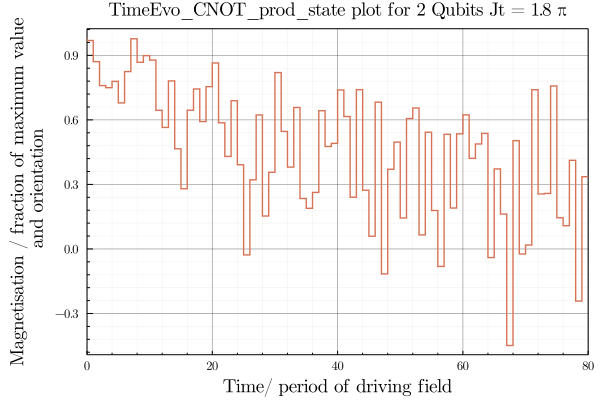 TimeEvo_CNOT_prod_state plot for 2 Qubits Jt = 1.8 π
Magnetisation / fraction of maximum value
and orientation
0.9
0.6
0.3
0.0
−0.3
0 20 40 60 80
Time/ period of driving field